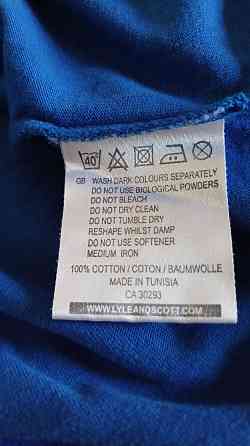 40
GB WASH DARK COLOURS SEPARATELY
DO NOT USE BIOLOGICAL POWDERS
DO NOT BLEACH
DO NOT DRY CLEAN
DO NOT TUMBLE DRY
RESHAPE WHILST DAMP
DO NOT USE SOFTENER
MEDIUM IRON
100% COTTON / COTON / BAUMWOLLE
MADE IN TUNISIA
CA 30293
WWW.LYLEANDSCOTT.COM